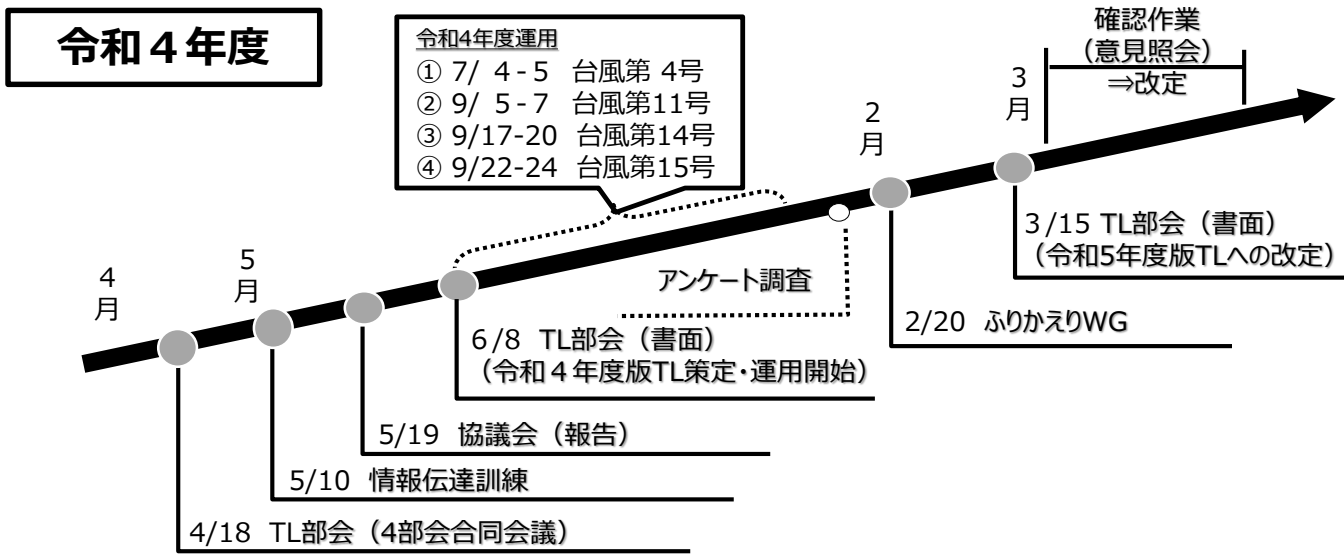 令和４年度
令和4年度運用
① 7/ 4-5 台風第 4号
② 9/ 5-7 台風第11号
③ 9/17-20 台風第14号
④ 9/22-24 台風第15号
確認作業
（意見照会）
⇒改定
4
月
5
月
2
月
3
月
アンケート調査
3/15 TL部会（書面）
（令和5年度版TLへの改定）
2/20 ふりかえりWG
6/8 TL部会（書面）
（令和４年度版TL策定・運用開始）
5/19 協議会（報告）
5/10 情報伝達訓練
4/18 TL部会（4部会合同会議）